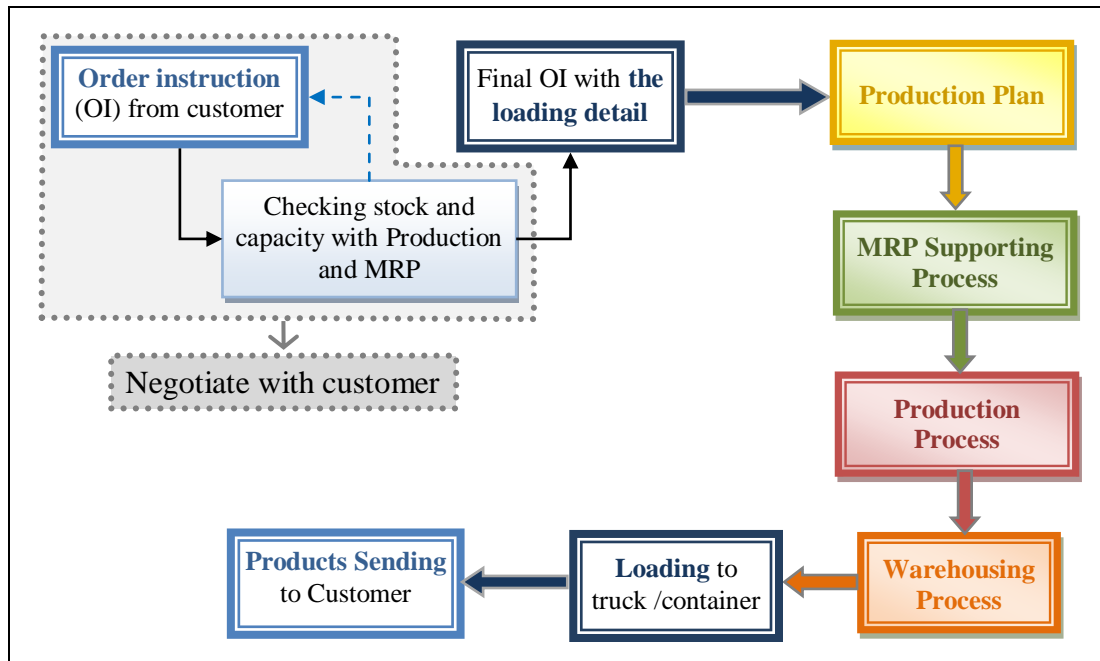 Order instruction
(OI) from customer
Checking stock and
capacity with Production
and MRP
Negotiate with customer
Final OI with the
loading detail
Production Plan
MRP Supporting
Process
Production
Process
Warehousing
Process
Loading to
truck /container
Products Sending
to Customer